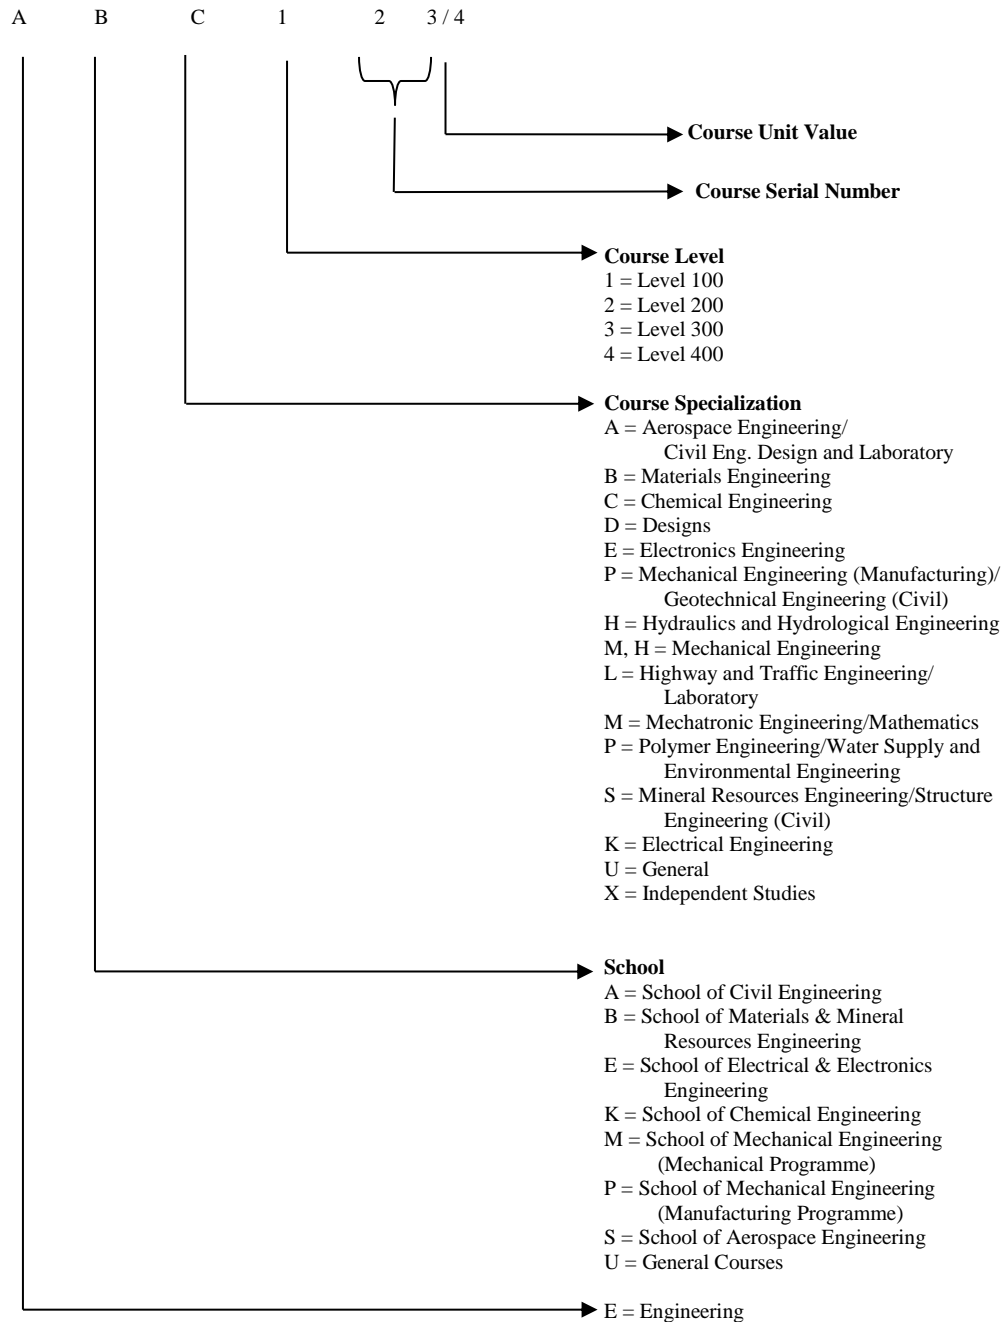 A B C 1 2 3 / 4
Course Unit Value
Course Serial Number
Course Level
1 = Level 100
2 = Level 200
3 = Level 300
4 = Level 400
Course Specialization
A = Aerospace Engineering/
Civil Eng. Design and Laboratory
B = Materials Engineering
C = Chemical Engineering
D = Designs
E = Electronics Engineering
P = Mechanical Engineering (Manufacturing)/
Geotechnical Engineering (Civil)
H = Hydraulics and Hydrological Engineering
M, H = Mechanical Engineering
L = Highway and Traffic Engineering/
Laboratory
M = Mechatronic Engineering/Mathematics
P = Polymer Engineering/Water Supply and
Environmental Engineering
S = Mineral Resources Engineering/Structure
Engineering (Civil)
K = Electrical Engineering
U = General
X = Independent Studies
School
A = School of Civil Engineering
B = School of Materials & Mineral
Resources Engineering
E = School of Electrical & Electronics
Engineering
K = School of Chemical Engineering
M = School of Mechanical Engineering
(Mechanical Programme)
P = School of Mechanical Engineering
(Manufacturing Programme)
S = School of Aerospace Engineering
U = General Courses
E = Engineering